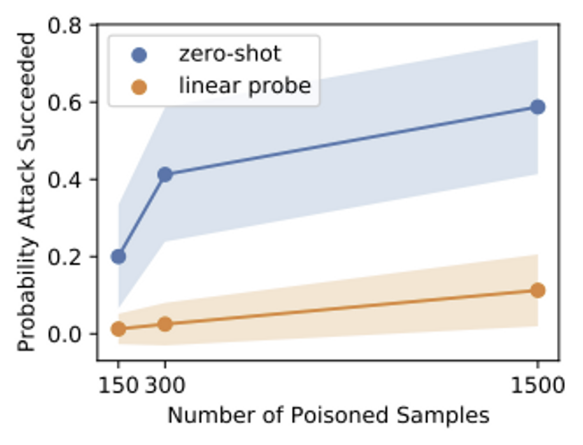 0.8
0.6
0.4
0.2
0.0
Probability Attack Succeeded
zero-shot
linear probe
150 300 1500
Number of Poisoned Samples